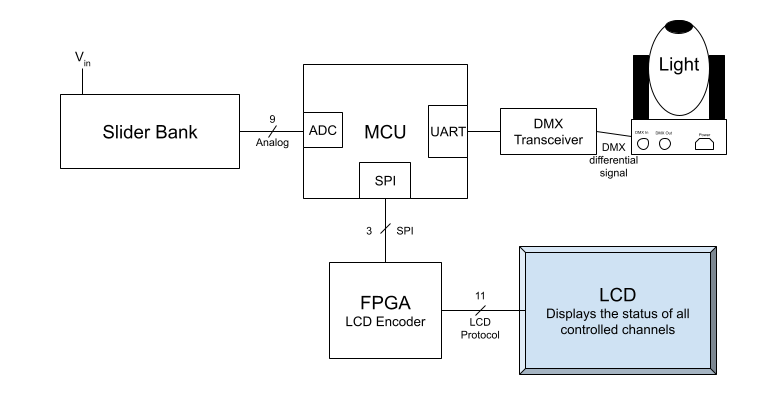 V
in
Slider Bank
9
Analog
ADC
MCU
UART
SPI
DMX
Transceiver
DMX
differential
signal
Light
DMX In
DMX Out
Power
3
SPI
FPGA
LCD Encoder
11
LCD
Protocol
LCD
Displays the status of all
controlled channels